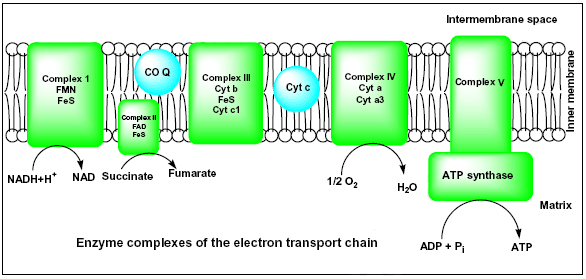 Intermembrane space
Inner membrane
Complex 1
FMN
FeS
CO Q
Complex II
FAD
FeS
Complex III
Cyt b
FeS
Cyt c1
Cyt c
Complex IV
Cyt a
Cyt a3
Complex V
ATP synthase
NADH+H+
NAD
Succinate
Fumarate
1/2 O2
H2O
Matrix
ADP + Pi
ATP
Enzyme complexes of the electron transport chain